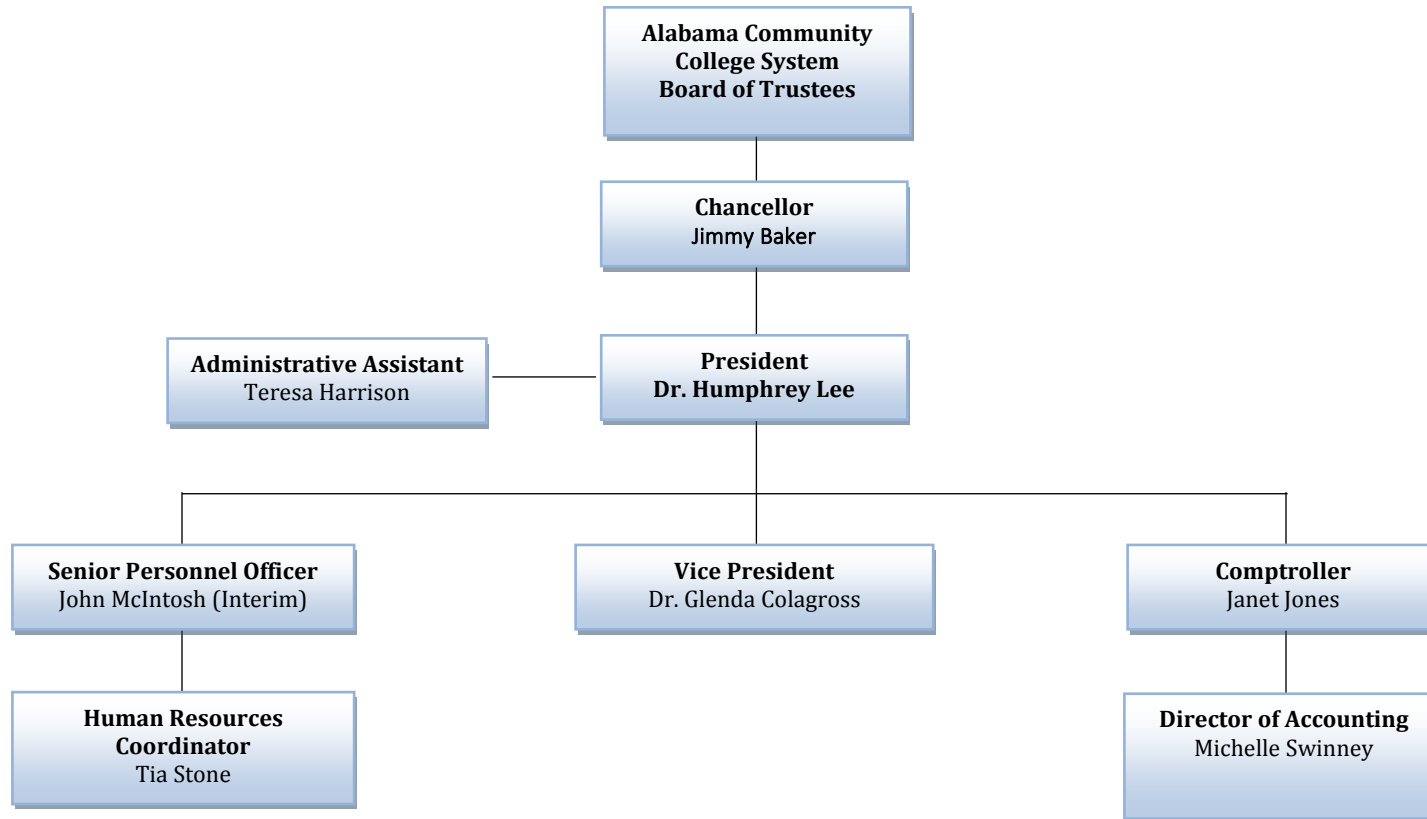 Alabama Community
College System
Board of Trustees
Chancellor
Jimmy Baker
Administrative Assistant
Teresa Harrison
President
Dr. Humphrey Lee
Senior Personnel Officer
John McIntosh (Interim)
Vice President
Dr. Glenda Colagross
Comptroller
Janet Jones
Human Resources
Coordinator
Tia Stone
Director of Accounting
Michelle Swinney